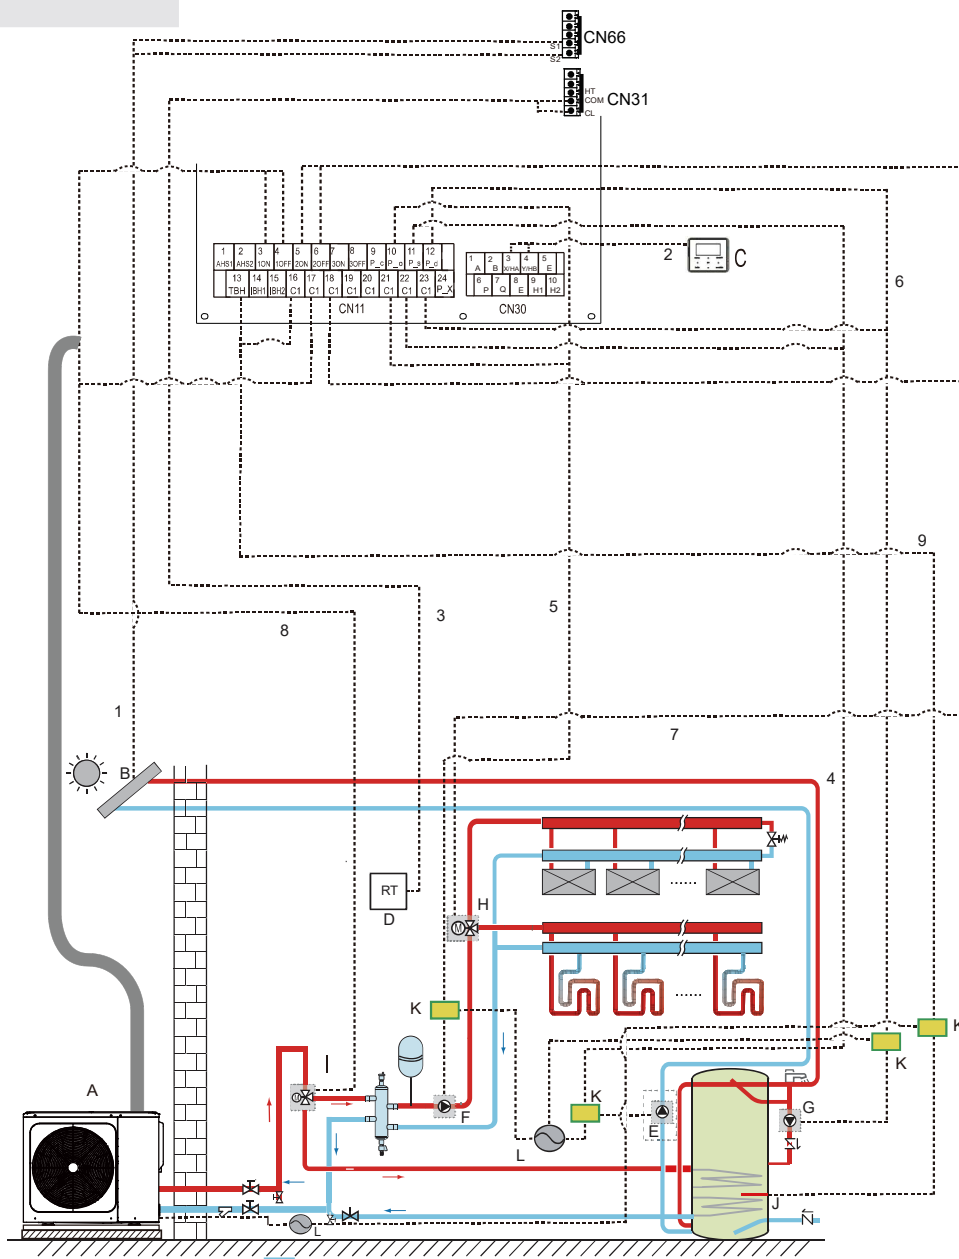 S1
CN66
S2
HT
COM
CN31
CL
1 2 3 4 5 6 7 8 9 10 11 12
AHS1 AHS2 1ON 1OFF 2ON 2OFF 3ON 3OFF P_c P_o P_s P_d
13 14 15 16 17 18 19 20 21 22 23 24
TBH IBH1 IBH2 C1 C1 C1 C1 C1 C1 C1 C1 P_X
CN11
1 2 3 4 5
A B X/HA Y/HB E
6 7 8 9 10
P Q E H1 H2
CN30
2
C
6
9
5
3
8
1
7
B
4
RT
D
H
M
K
K
K
K
A
I
M
F
E
G
L
J
L